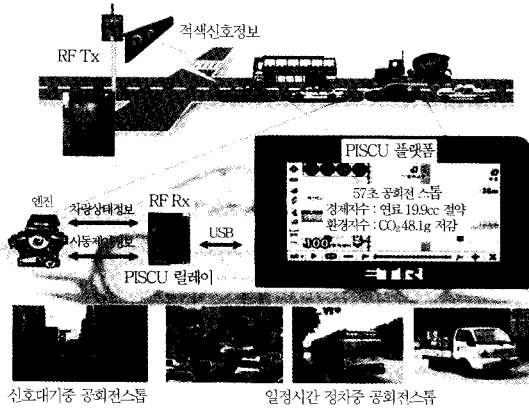 적색신호정보
RF Tx
PISCU 플랫폼
57초 공회전 스톱
경제지수 : 연료 19.9cc 절약
환경지수 : CO₂ 48.1g 저감
100
엔진
차량상태정보
시동제어정보
RF Rx
USB
PISCU 릴레이
신호대기중 공회전스톱
일정시간 정차중 공회전스톱